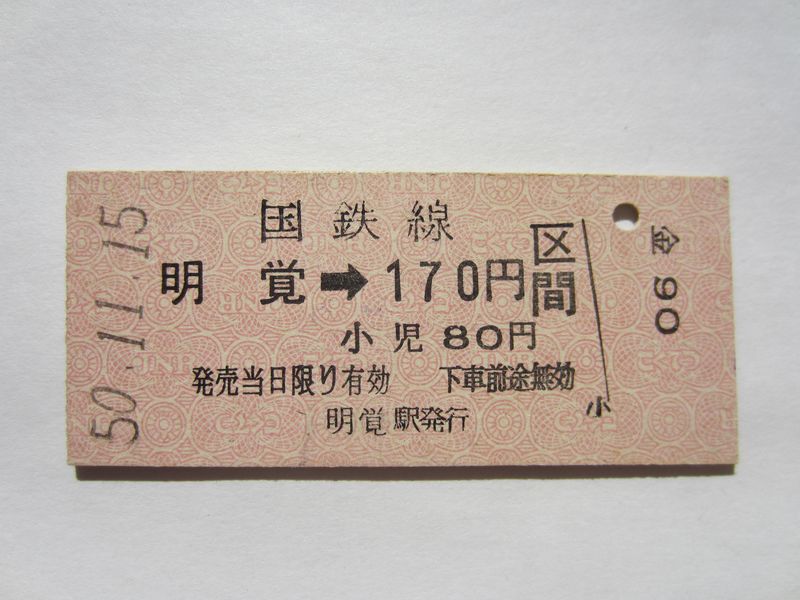 50.11.15
国鉄線
明覚➡170円区間
小児80円
発売当日限り有効 下車前途無効
明覚駅発行
小
金 90